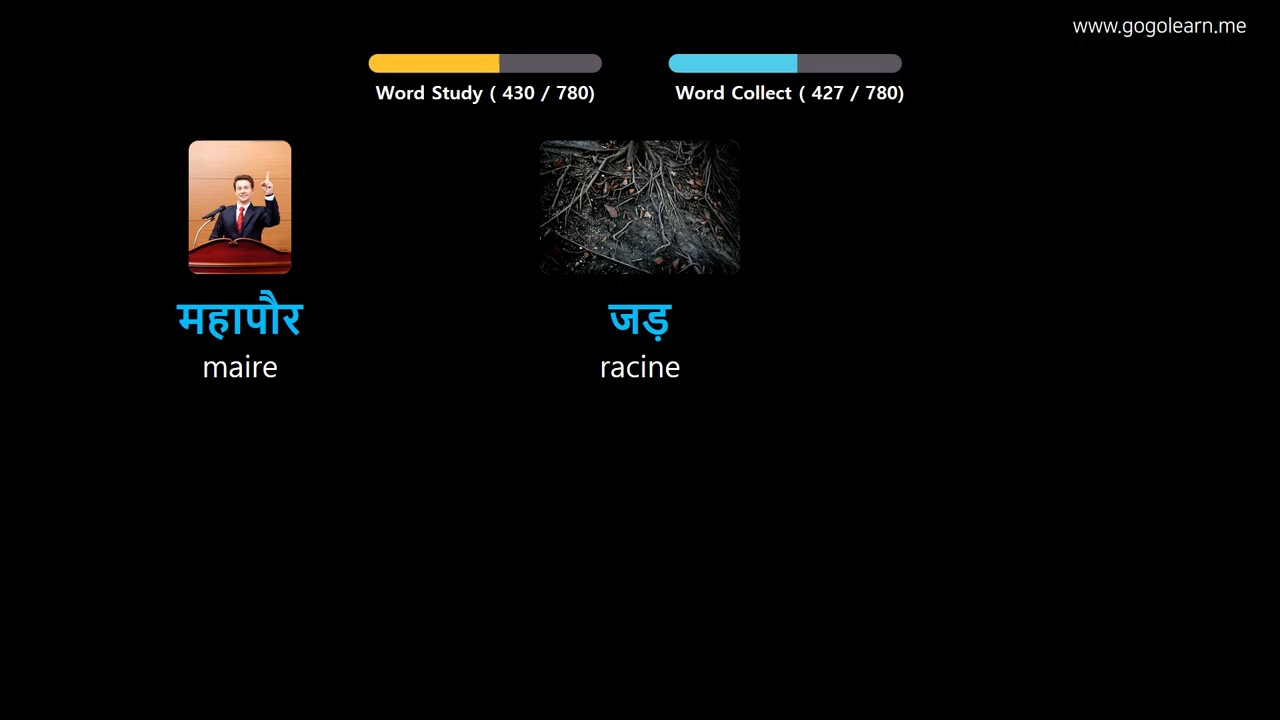 www.gogolearn.me
Word Study ( 430 / 780)
Word Collect ( 427 / 780)
महापौर
maire
जड़
racine